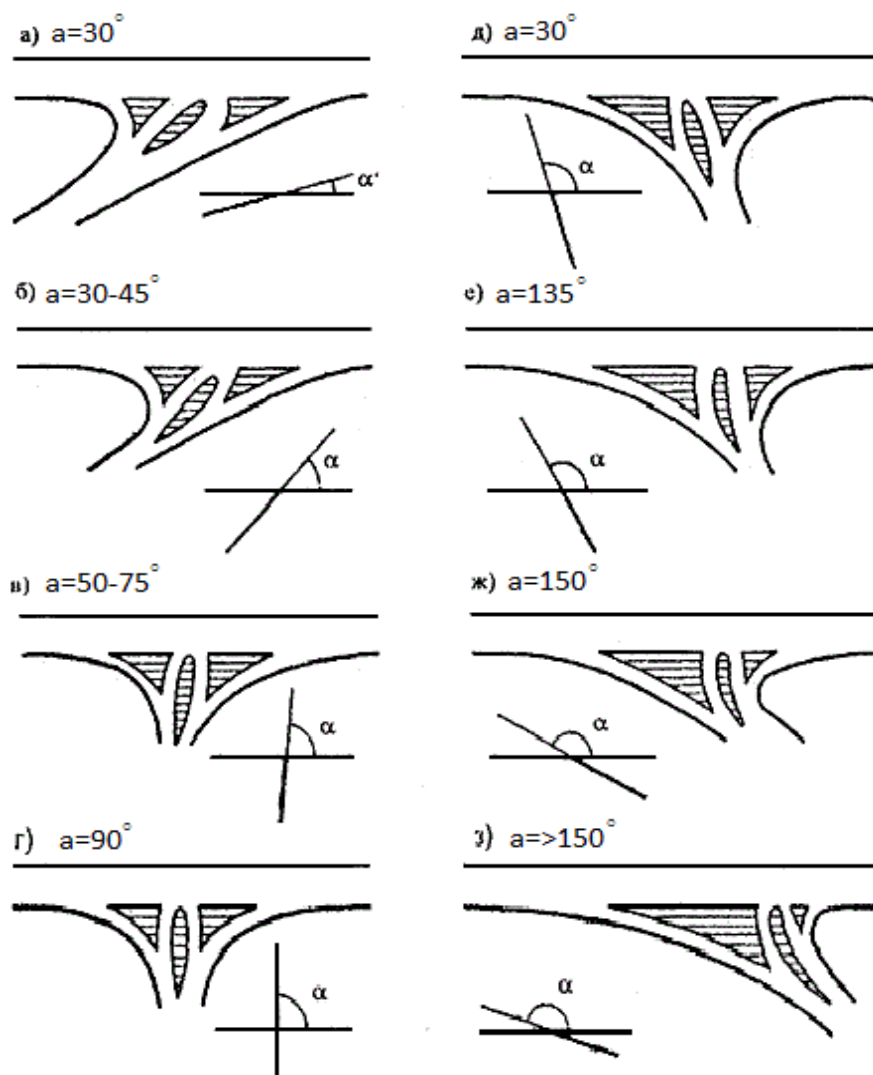 а) a=30°
α
б) a=30-45°
α
в) a=50-75°
α
г) a=90°
α
д) a=30°
α
е) a=135°
α
ж) a=150°
α
з) a=>150°
α